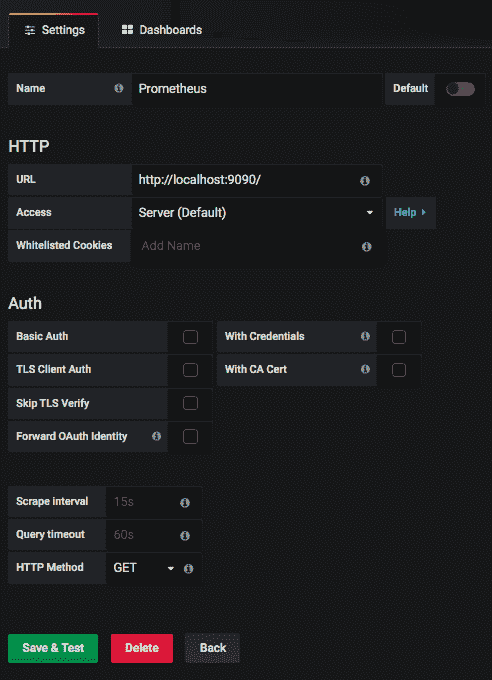 Settings Dashboards
Name Prometheus Default
HTTP
URL http://localhost:9090/
Access Server (Default) Help
Whitelisted Cookies Add Name
Auth
Basic Auth With Credentials
TLS Client Auth With CA Cert
Skip TLS Verify
Forward OAuth Identity
Scrape interval 15s
Query timeout 60s
HTTP Method GET
Save & Test Delete Back